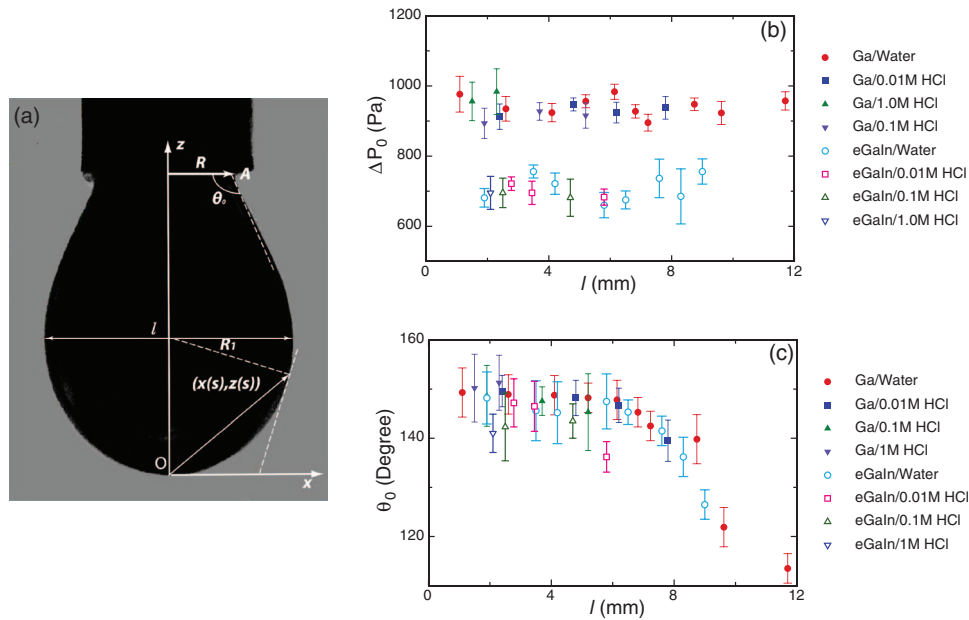 (a)
z
R
A
θ₀
l
R₁
(x(s),z(s))
O
x
(b)
1200
1000
800
600
ΔP_0 (Pa)
0
4
8
12
l (mm)
Ga/Water
Ga/0.01M HCl
Ga/1.0M HCl
Ga/0.1M HCl
eGaIn/Water
eGaIn/0.01M HCl
eGaIn/0.1M HCl
eGaIn/1.0M HCl
(c)
160
140
120
θ_0 (Degree)
0
4
8
12
l (mm)
Ga/Water
Ga/0.01M HCl
Ga/0.1M HCl
Ga/1M HCl
eGaIn/Water
eGaIn/0.01M HCl
eGaIn/0.1M HCl
eGaIn/1M HCl